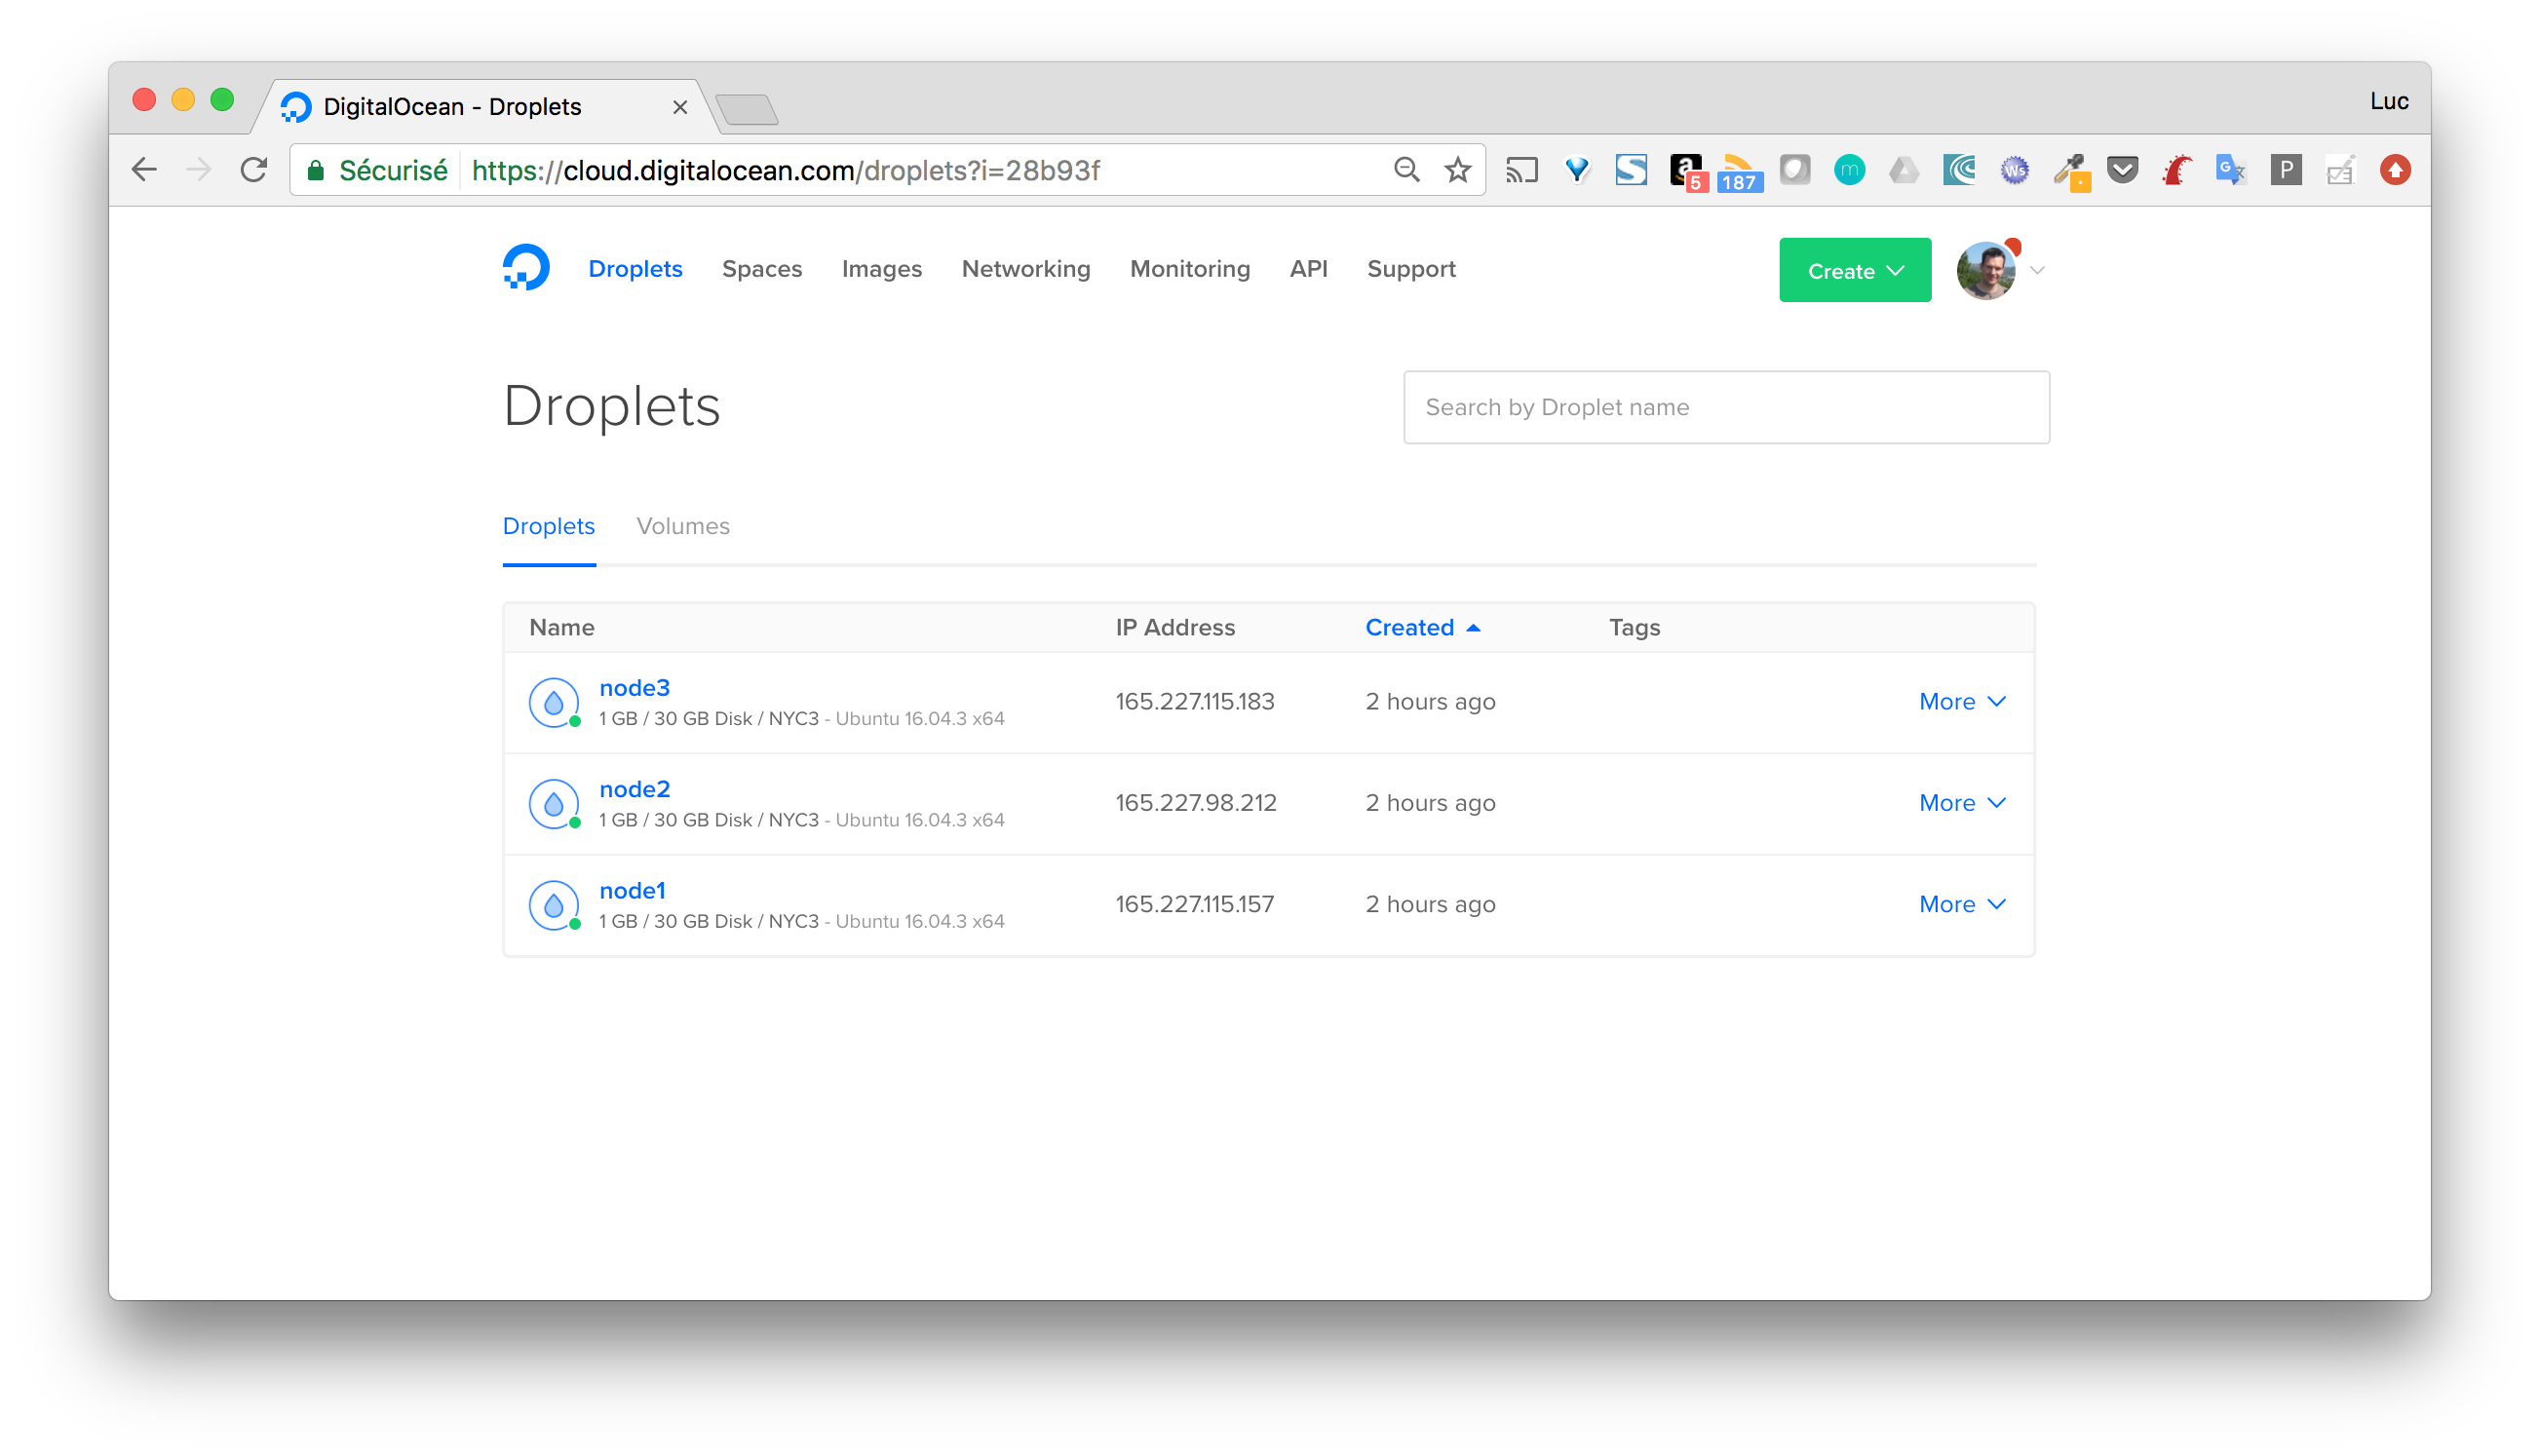 DigitalOcean - Droplets
Luc
Sécurisé https://cloud.digitalocean.com/droplets?i=28b93f
a 5 187 m Ws G P
Droplets Spaces Images Networking Monitoring API Support Create
Droplets
Search by Droplet name
Droplets Volumes
Name IP Address Created Tags
node3
1 GB / 30 GB Disk / NYC3 - Ubuntu 16.04.3 x64
165.227.115.183 2 hours ago More
node2
1 GB / 30 GB Disk / NYC3 - Ubuntu 16.04.3 x64
165.227.98.212 2 hours ago More
node1
1 GB / 30 GB Disk / NYC3 - Ubuntu 16.04.3 x64
165.227.115.157 2 hours ago More